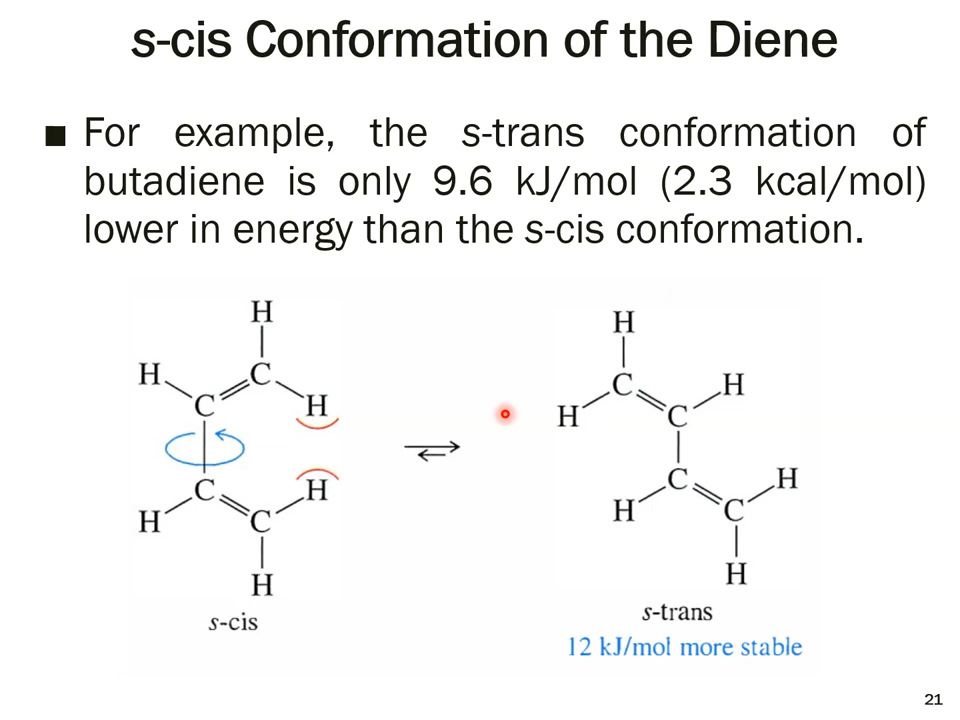 s-cis Conformation of the Diene
■ For example, the s-trans conformation of
butadiene is only 9.6 kJ/mol (2.3 kcal/mol)
lower in energy than the s-cis conformation.
H
H
C
C
H
C
H
H
C
H
s-cis
H
C
H
H
C
C
H
H
C
H
s-trans
12 kJ/mol more stable
21